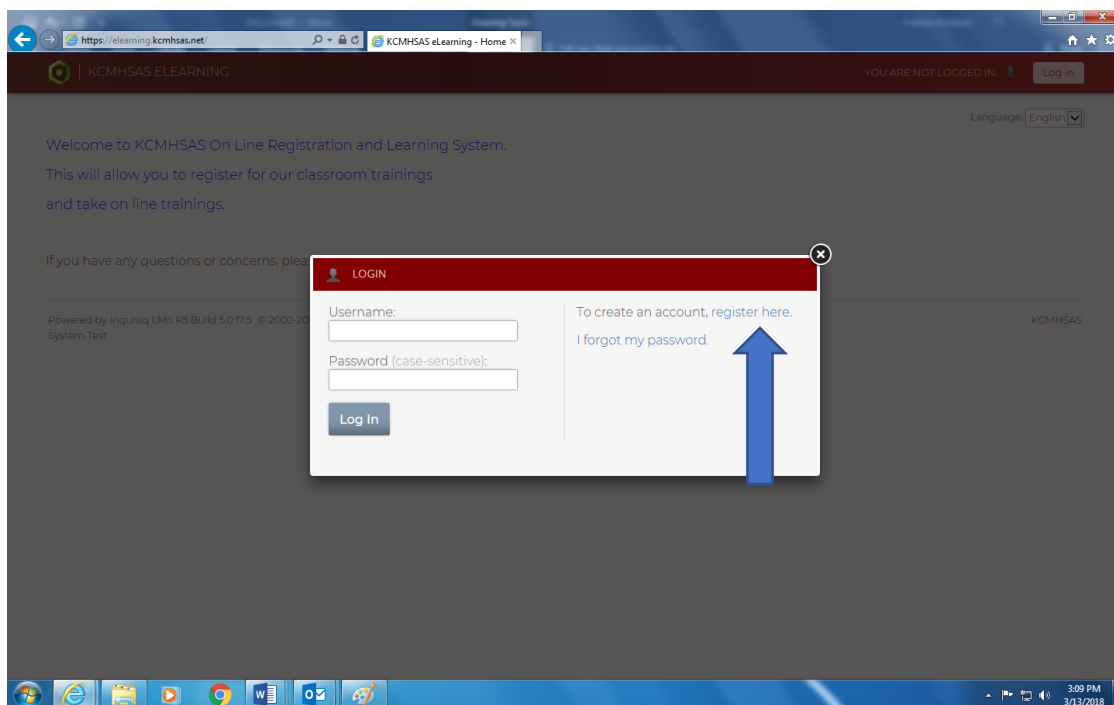 https://elearning.kcmhsas.net/
KCMHSAS eLearning - Home
KCMHSAS ELEARNING
YOU ARE NOT LOGGED IN.
Log In
Language: English
Welcome to KCMHSAS On Line Registration and Learning System.
This will allow you to register for our classroom trainings
and take on line trainings.
If you have any questions or concerns, plea
LOGIN
Username:
To create an account, register here.
I forgot my password.
Password (case-sensitive):
Log In
Powered by Inquisiq LMS R5 Build 5.0.17.5 © 2002-20
KCMHSAS
System Test
3:09 PM
3/13/2018